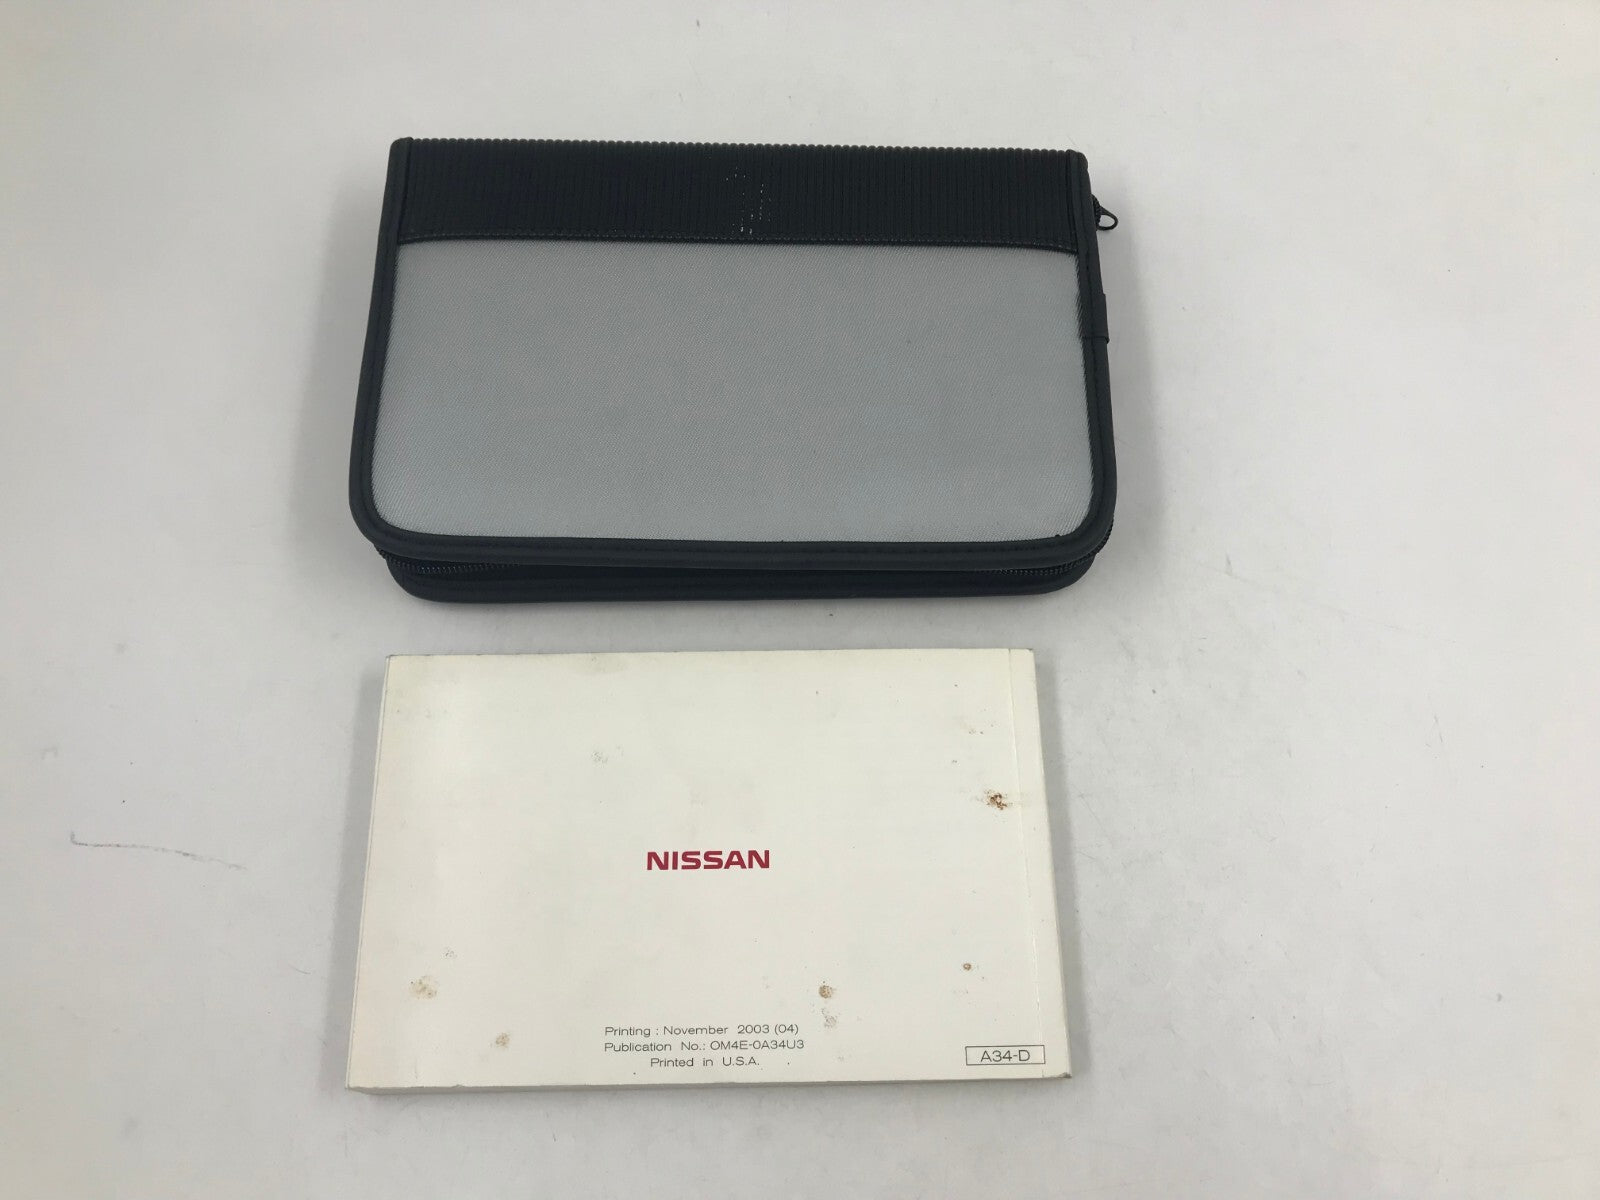 NISSAN
Printing : November 2003 (04)
Publication No.: OM4E-0A34U3
Printed in U.S.A.
A34-D